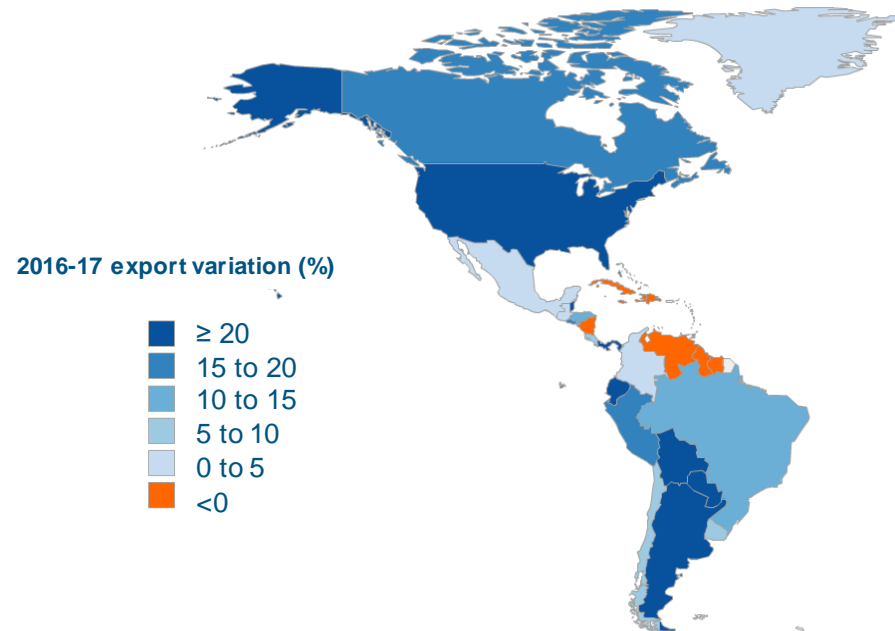 2016-17 export variation (%)
≥ 20
15 to 20
10 to 15
5 to 10
0 to 5
<0